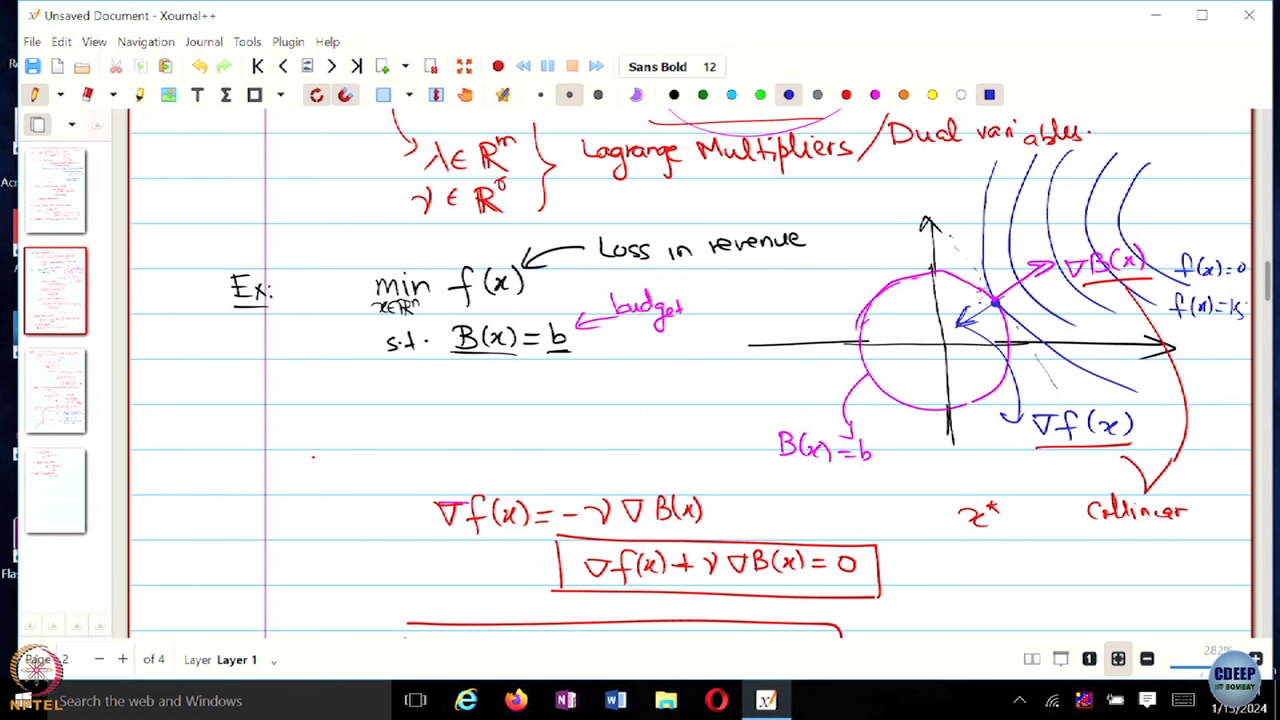 Unsaved Document - Xournal++
File Edit View Navigation Journal Tools Plugin Help
Sans Bold 12
λ ∈ ℝ^m
ν ∈ ℝ^r
Lagrange Multipliers / Dual variables.
Ex:
min f(x)
x∈ℝ^n
Loss in revenue
s.t. B(x) = b
budget
∇B(x)
f(x)=0
f(x)=15
∇f(x)
B(x)=b
Collinear
x*
∇f(x) = -ν ∇B(x)
∇f(x) + ν ∇B(x) = 0
Page 2 of 4 Layer Layer 1
282%
CDEEP
IIT BOMBAY
NPTEL
Search the web and Windows
1/15/2024